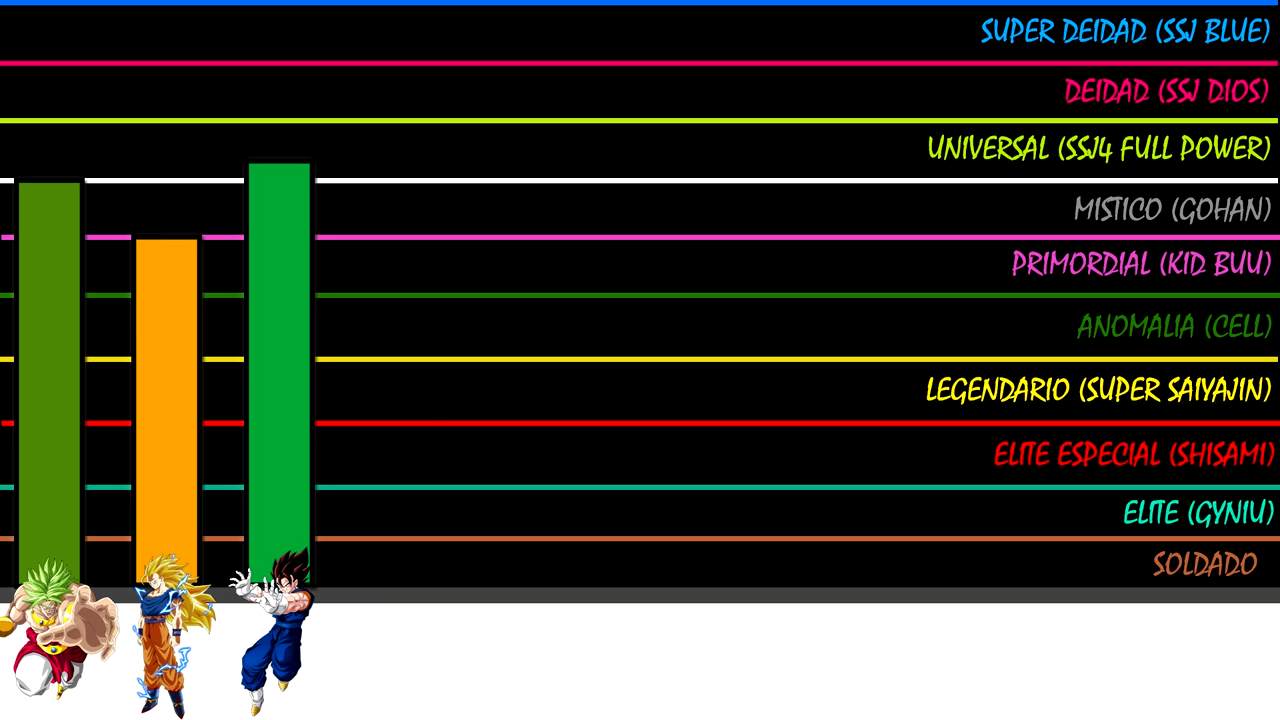 SUPER DEIDAD (SSJ BLUE)
DEIDAD (SSJ DIOS)
UNIVERSAL (SSJ4 FULL POWER)
MISTICO (GOHAN)
PRIMORDIAL (KID BUU)
ANOMALIA (CELL)
LEGENDARIO (SUPER SAIYAJIN)
ELITE ESPECIAL (SHISAMI)
ELITE (GYNIU)
SOLDADO